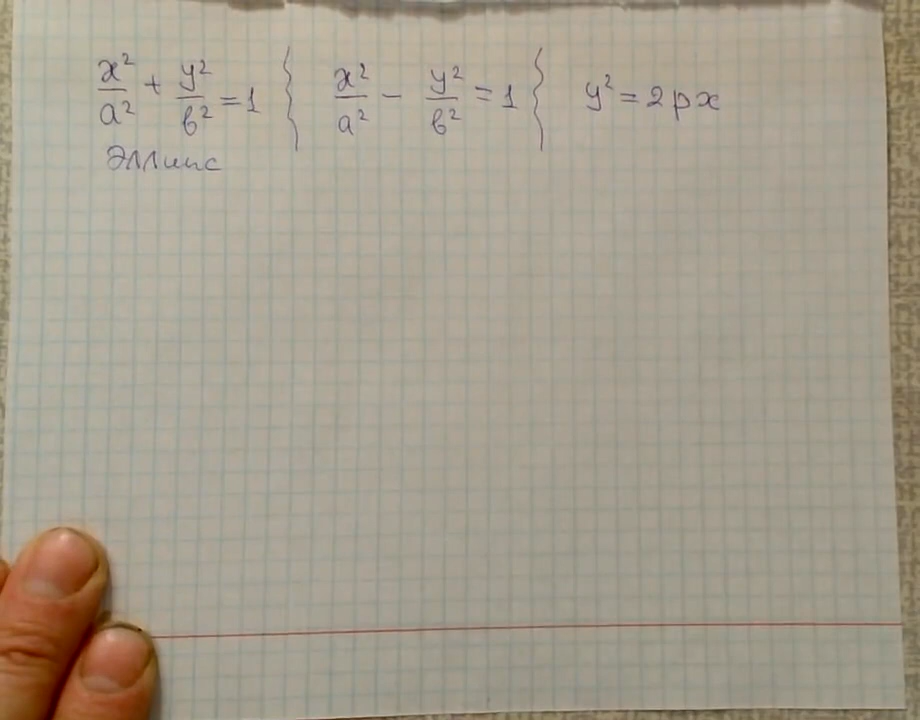 x²/a² + y²/b² = 1 { x²/a² - y²/b² = 1 { y² = 2px
Эллипс